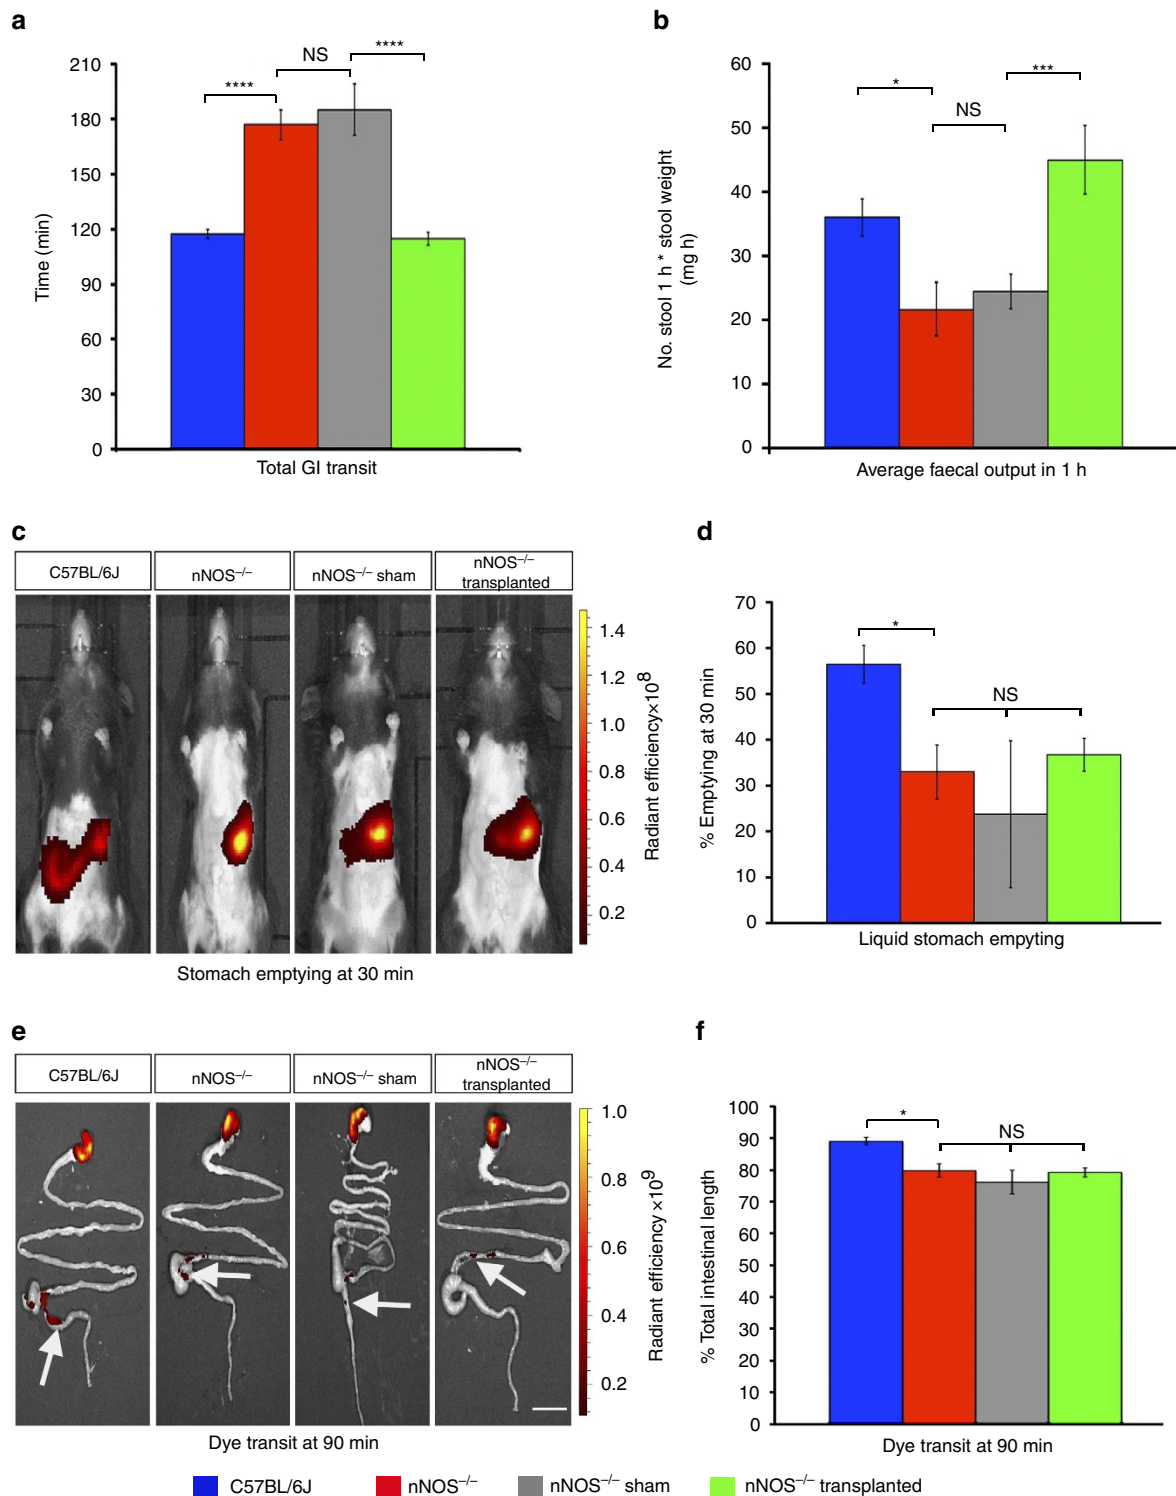 a
210
180
150
120
90
60
30
0
Time (min)
****
NS
****
Total GI transit
b
60
50
40
30
20
10
0
No. stool 1 h * stool weight
(mg h)
*
NS
***
Average faecal output in 1 h
c
C57BL/6J
nNOS–/–
nNOS–/– sham
nNOS–/–
transplanted
1.4
1.2
1.0
0.8
0.6
0.4
0.2
Radiant efficiency×10⁸
Stomach emptying at 30 min
d
70
60
50
40
30
20
10
0
% Emptying at 30 min
*
NS
Liquid stomach empyting
e
C57BL/6J
nNOS–/–
nNOS–/– sham
nNOS–/–
transplanted
1.0
0.8
0.6
0.4
0.2
Radiant efficiency ×10⁹
Dye transit at 90 min
f
100
90
80
70
60
50
40
30
20
10
0
% Total intestinal length
*
NS
Dye transit at 90 min
C57BL/6J
nNOS–/–
nNOS–/– sham
nNOS–/– transplanted